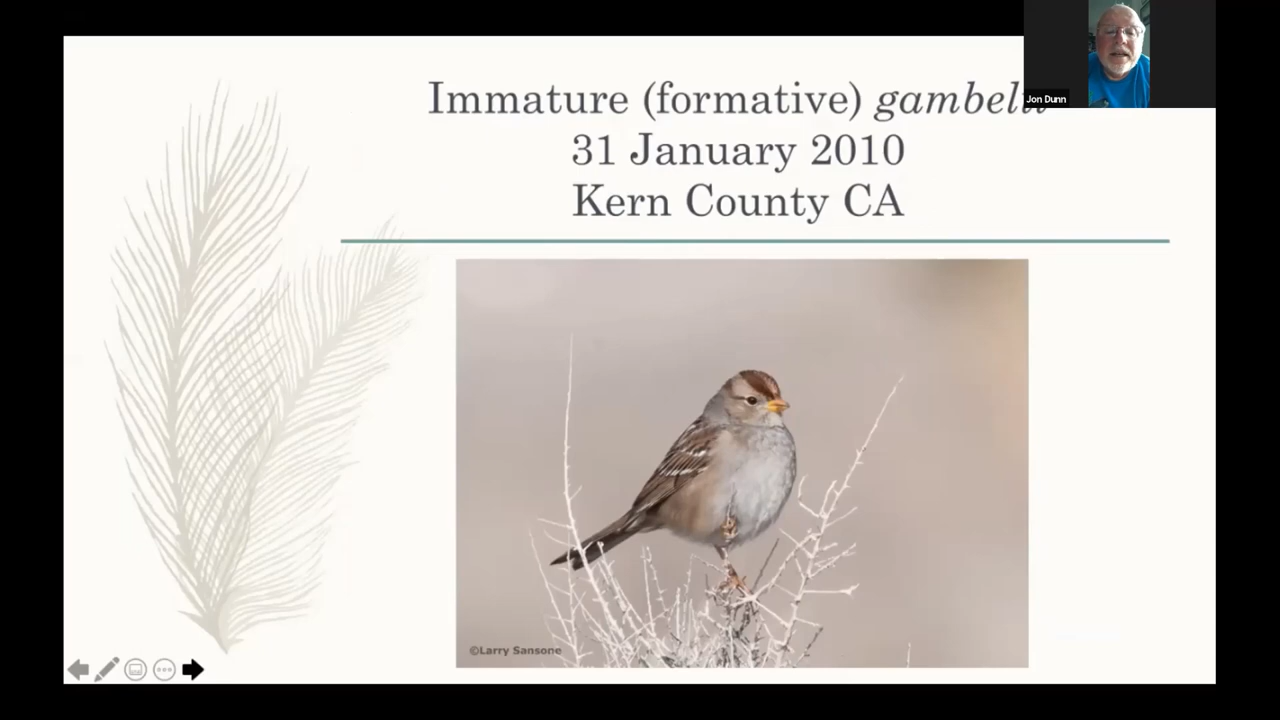 Immature (formative) gambelii
31 January 2010
Kern County CA
Jon Dunn
©Larry Sansone